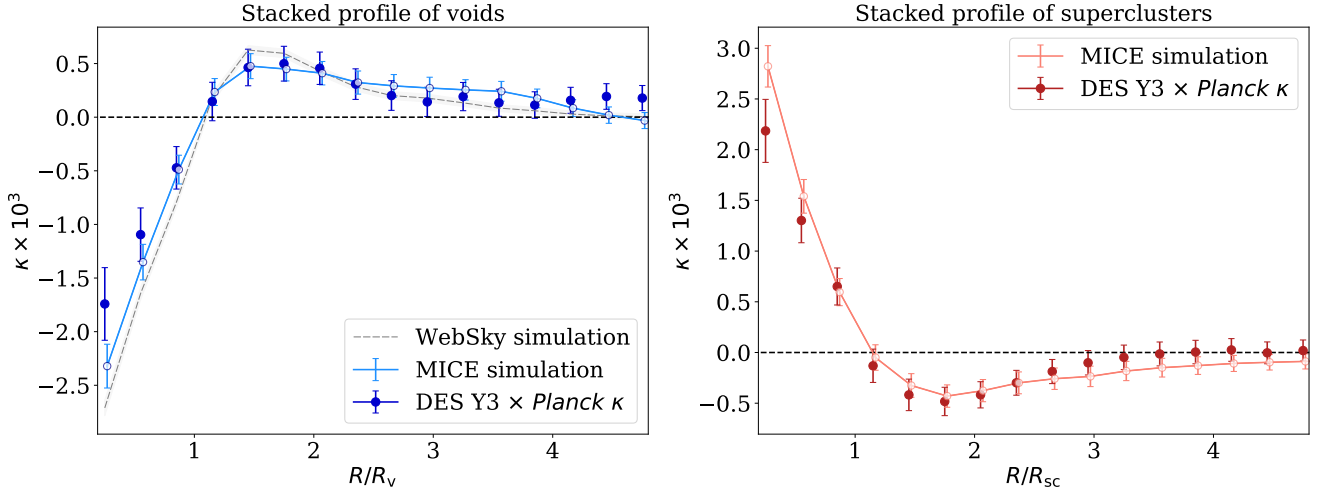 Stacked profile of voids
0.5
0.0
−0.5
−1.0
−1.5
−2.0
−2.5
κ × 10³
1 2 3 4
R/Rᵥ
WebSky simulation
MICE simulation
DES Y3 × Planck κ
Stacked profile of superclusters
3.0
2.5
2.0
1.5
1.0
0.5
0.0
−0.5
κ × 10³
1 2 3 4
R/R_sc
MICE simulation
DES Y3 × Planck κ